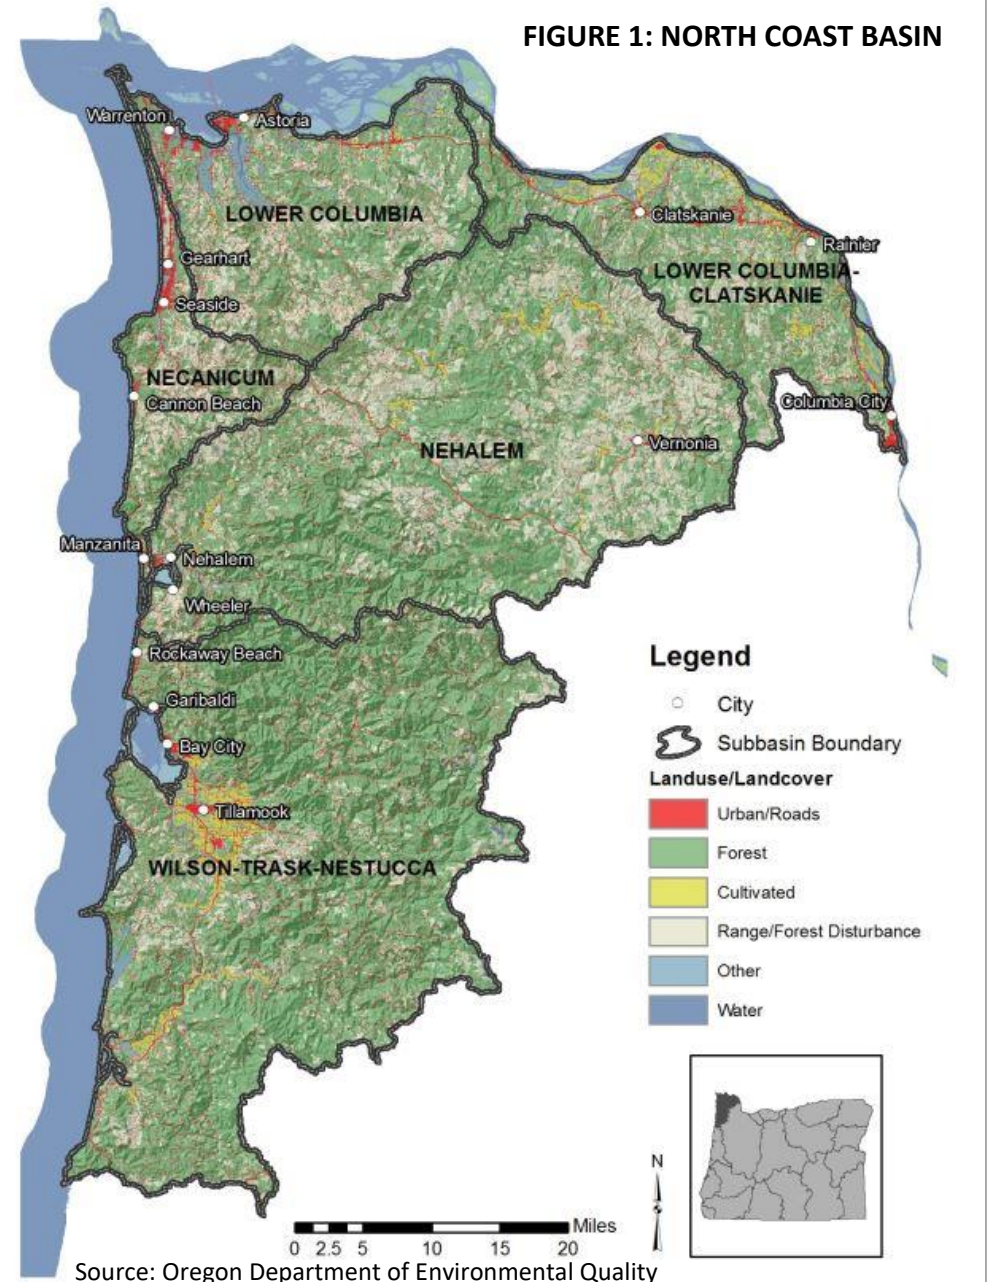 FIGURE 1: NORTH COAST BASIN
Warrenton
Astoria
LOWER COLUMBIA
Clatskanie
Rainier
Gearhart
LOWER COLUMBIA-
CLATSKANIE
Seaside
NECANICUM
Cannon Beach
Columbia City
NEHALEM
Vernonia
Manzanita
Nehalem
Wheeler
Rockaway Beach
Garibaldi
Bay City
Tillamook
WILSON-TRASK-NESTUCCA
Legend
City
Subbasin Boundary
Landuse/Landcover
Urban/Roads
Forest
Cultivated
Range/Forest Disturbance
Other
Water
N
Miles
0 2.5 5 10 15 20
Source: Oregon Department of Environmental Quality